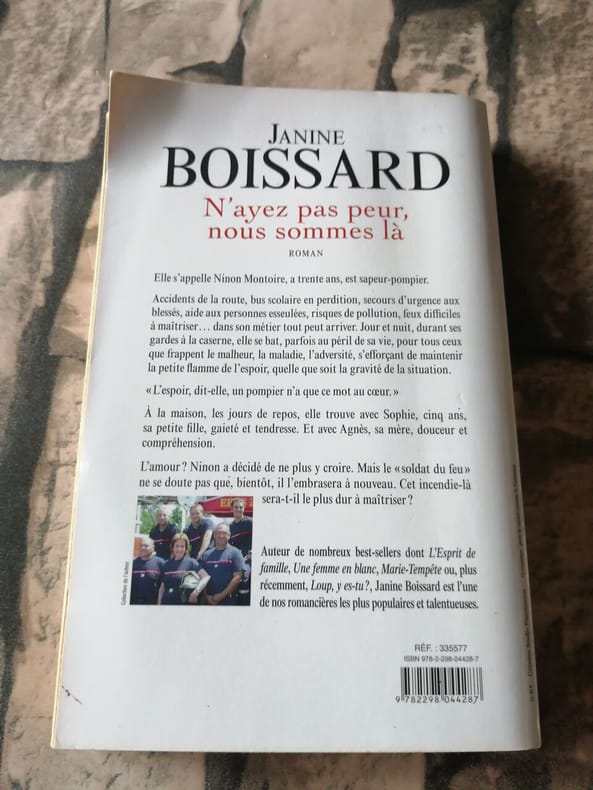 JANINE
BOISSARD
N'ayez pas peur,
nous sommes là
ROMAN
Elle s'appelle Ninon Montoire, a trente ans, est sapeur-pompier.
Accidents de la route, bus scolaire en perdition, secours d'urgence aux
blessés, aide aux personnes esseulées, risques de pollution, feux difficiles
à maîtriser… dans son métier tout peut arriver. Jour et nuit, durant ses
gardes à la caserne, elle se bat, parfois au péril de sa vie, pour tous ceux
que frappent le malheur, la maladie, l'adversité, s'efforçant de maintenir
la petite flamme de l'espoir, quelle que soit la gravité de la situation.
« L'espoir, dit-elle, un pompier n'a que ce mot au cœur. »
À la maison, les jours de repos, elle trouve avec Sophie, cinq ans,
sa petite fille, gaieté et tendresse. Et avec Agnès, sa mère, douceur et
compréhension.
L'amour ? Ninon a décidé de ne plus y croire. Mais le « soldat du feu »
ne se doute pas que, bientôt, il l'embrasera à nouveau. Cet incendie-là
sera-t-il le plus dur à maîtriser ?
Collection de l'auteur
Auteur de nombreux best-sellers dont L'Esprit de
famille, Une femme en blanc, Marie-Tempête ou, plus
récemment, Loup, y es-tu ?, Janine Boissard est l'une
de nos romancières les plus populaires et talentueuses.
RÉF. : 335577
ISBN 978-2-298-04428-7
9 782298 044287